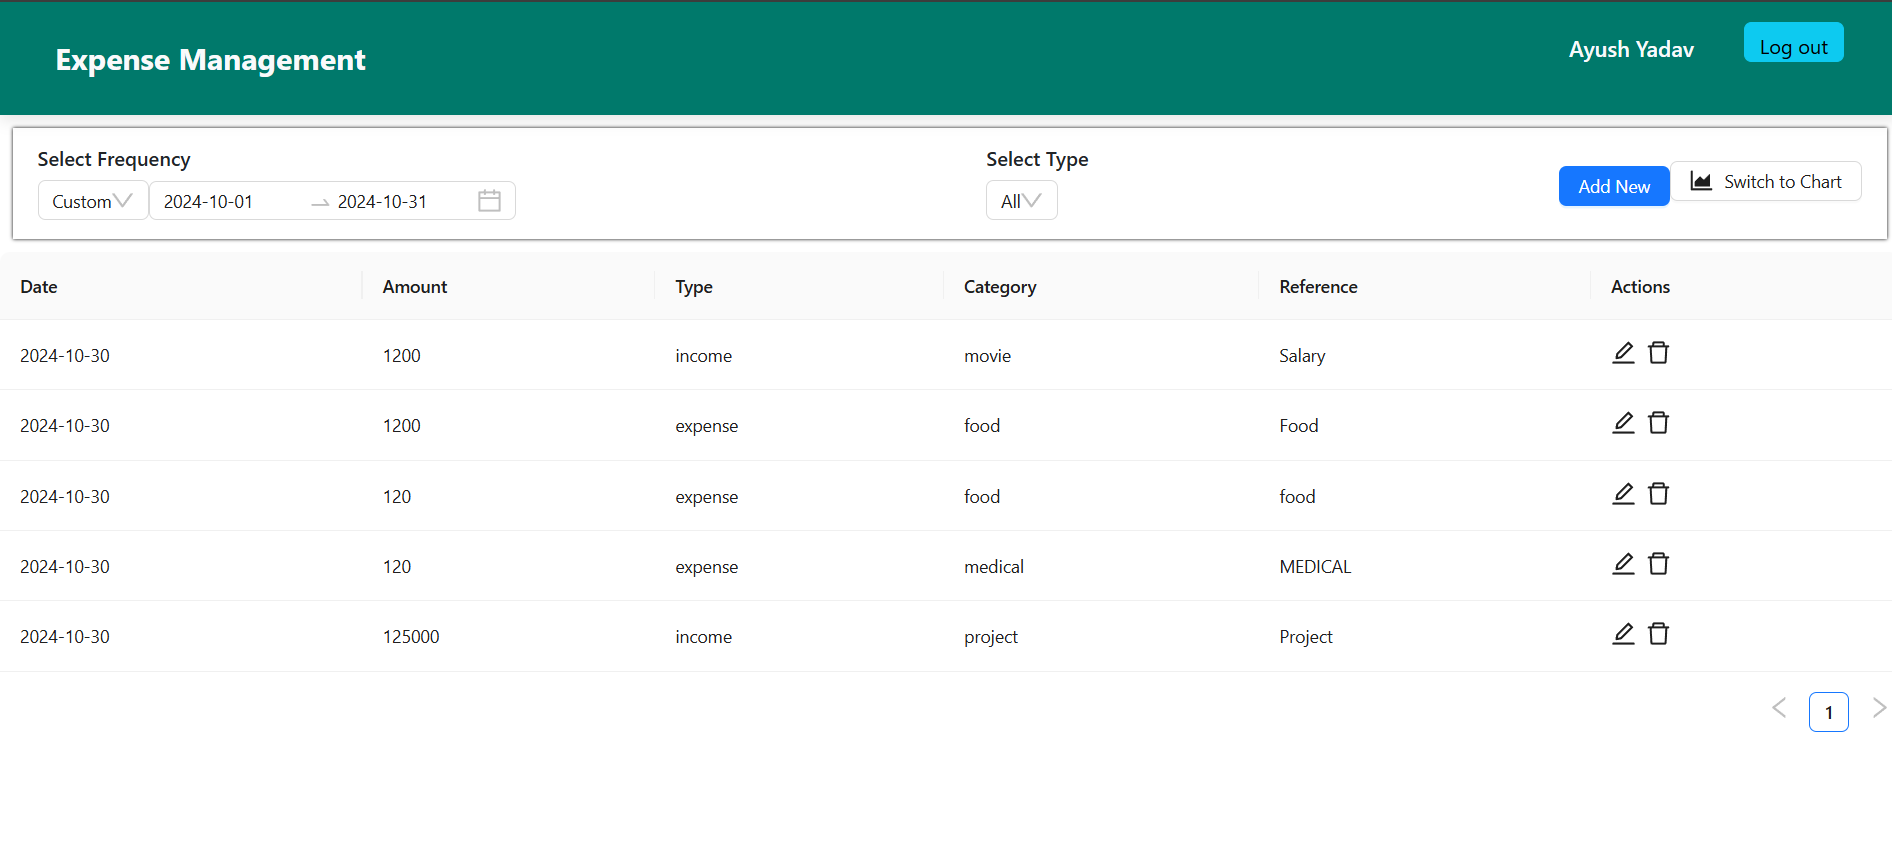 Expense Management
Ayush Yadav
Log out
Select Frequency
Select Type
Custom 2024-10-01 2024-10-31
All
Add New
Switch to Chart
Date Amount Type Category Reference Actions
2024-10-30 1200 income movie Salary
2024-10-30 1200 expense food Food
2024-10-30 120 expense food food
2024-10-30 120 expense medical MEDICAL
2024-10-30 125000 income project Project
1